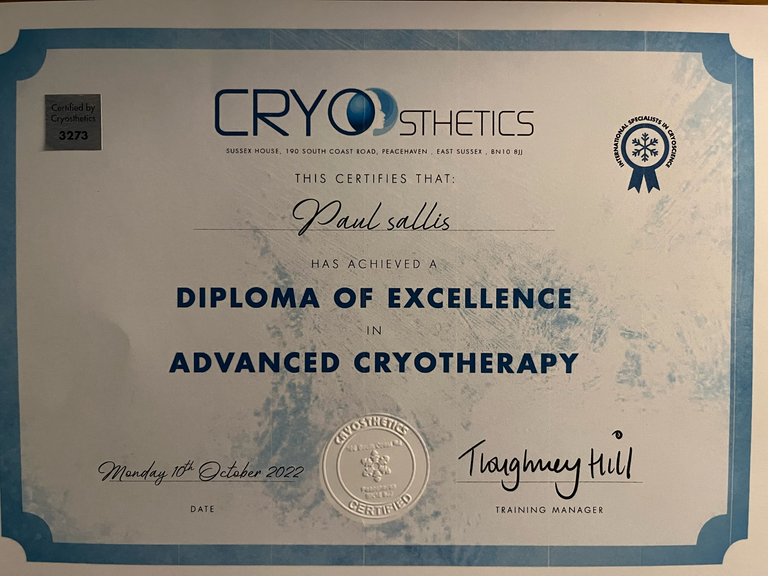 Certified by
Cryosthetics
3273
CRYOSTHETICS
SUSSEX HOUSE, 190 SOUTH COAST ROAD, PEACEHAVEN , EAST SUSSEX , BN10 8JJ
INTERNATIONAL SPECIALISTS IN CRYOSCIENCE
THIS CERTIFIES THAT:
Paul sallis
HAS ACHIEVED A
DIPLOMA OF EXCELLENCE
IN
ADVANCED CRYOTHERAPY
CRYOSTHETICS
CERTIFIED
Monday 10th October 2022
Hill
DATE
TRAINING MANAGER